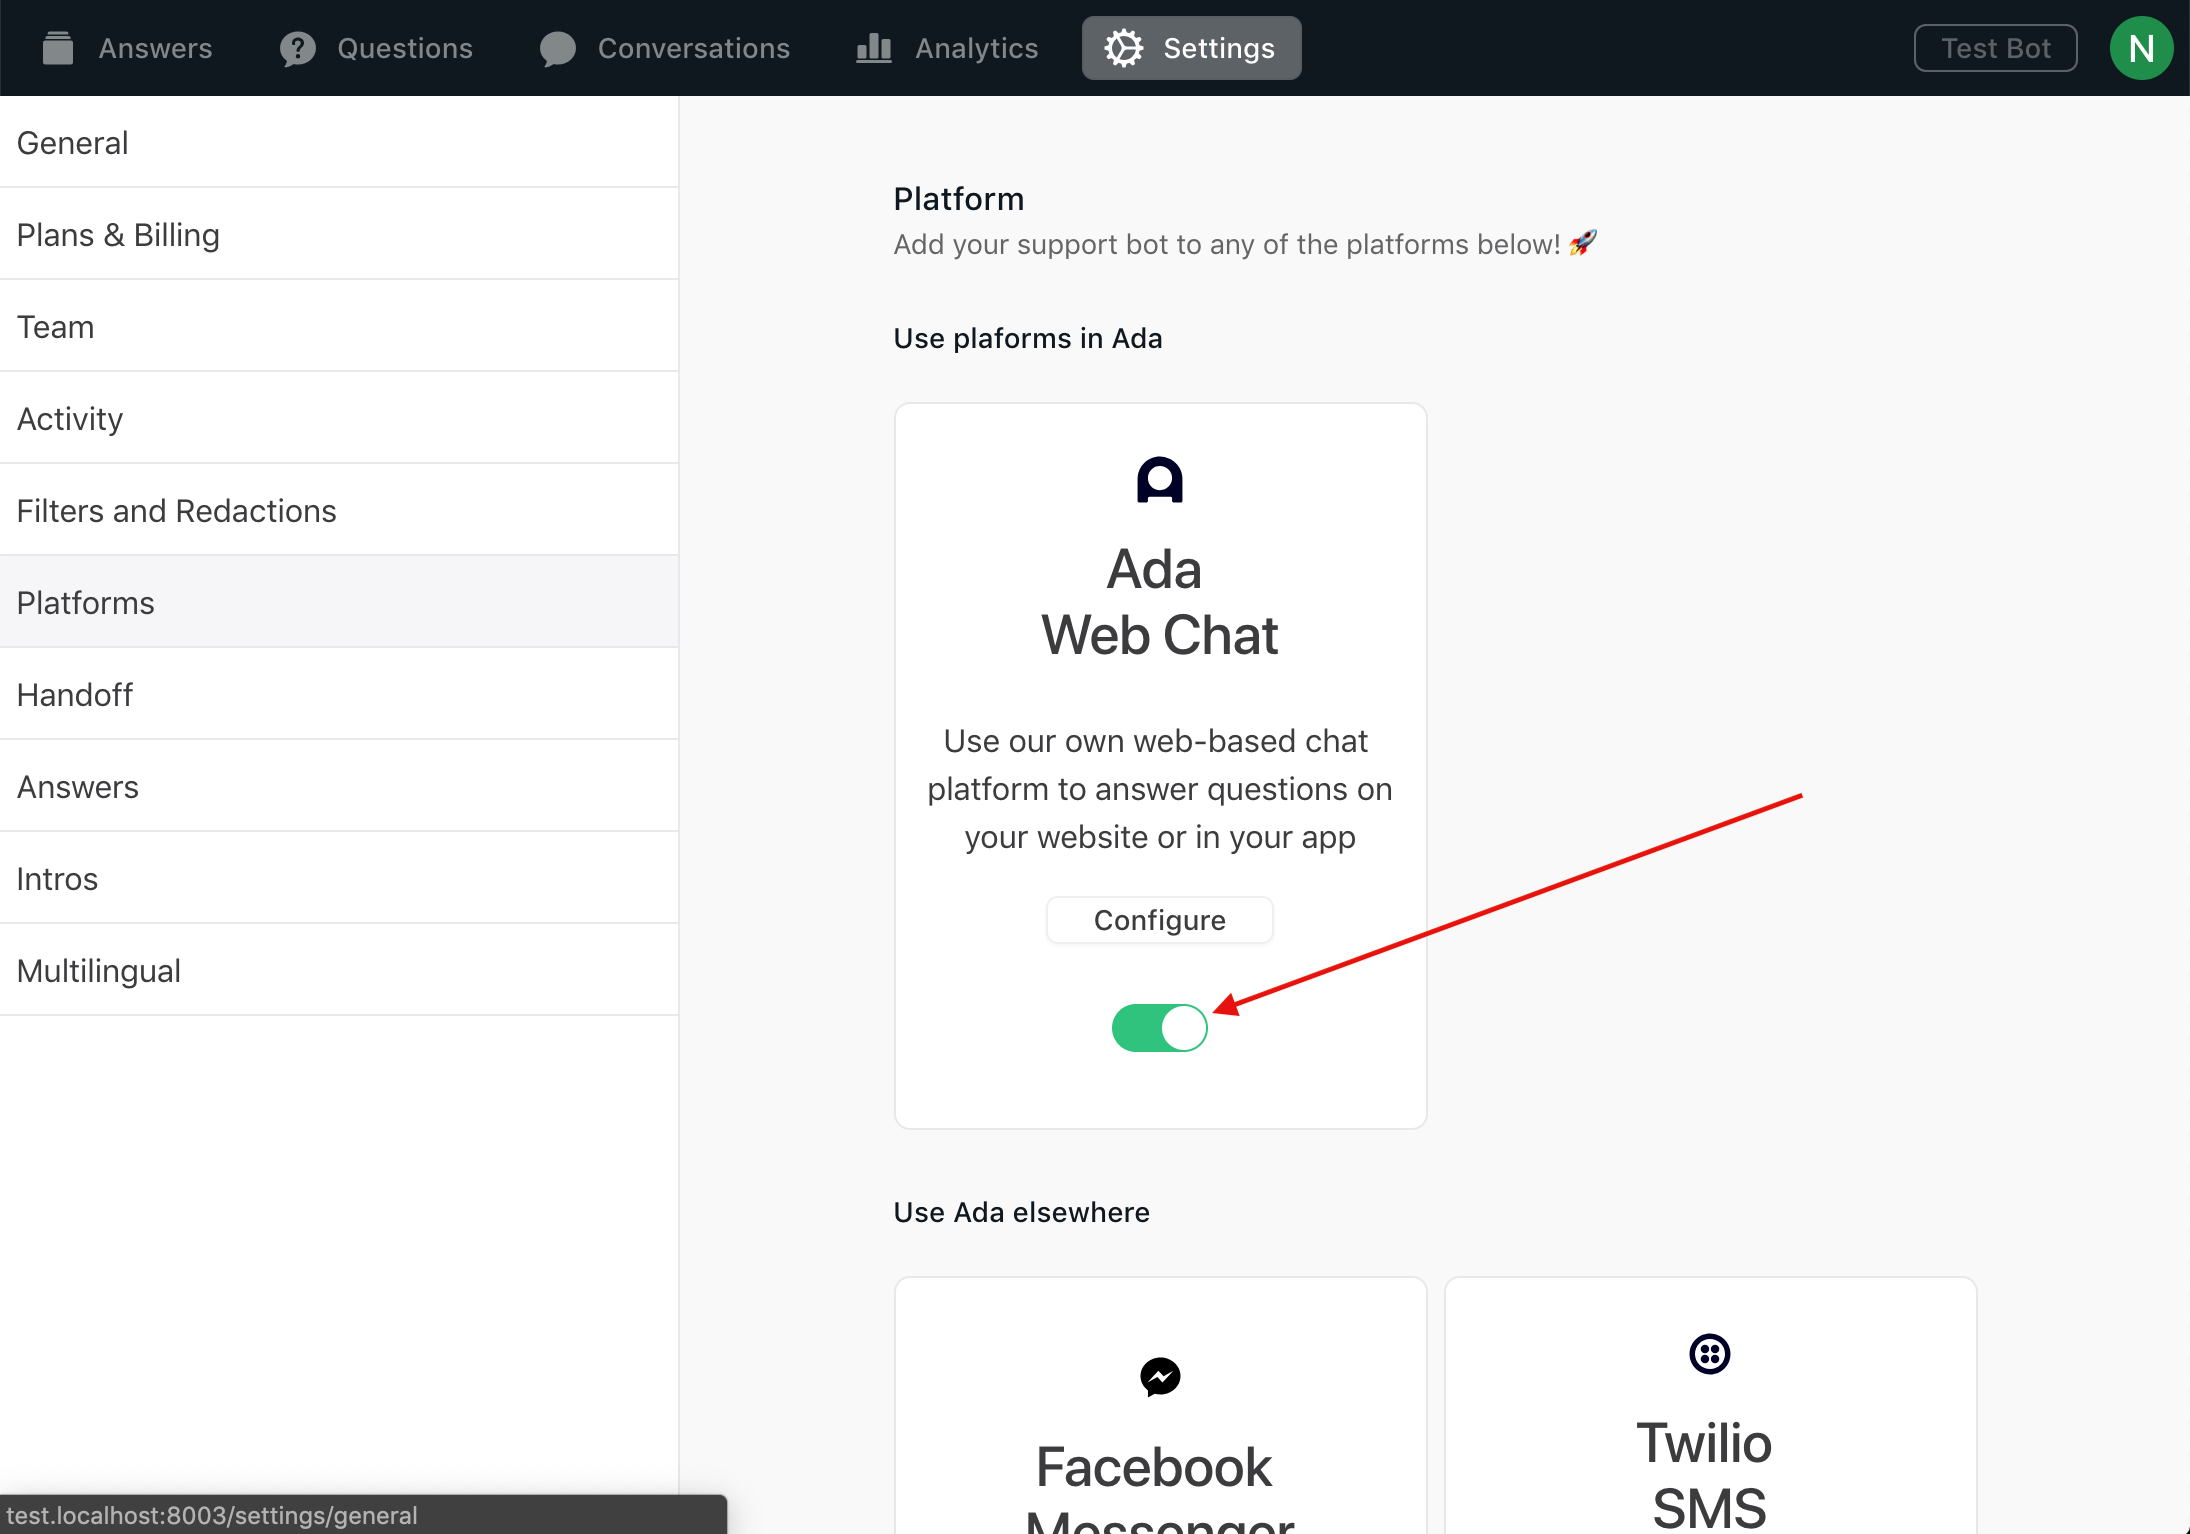 Answers
Questions
Conversations
Analytics
Settings
Test Bot
N
General
Plans & Billing
Team
Activity
Filters and Redactions
Platforms
Handoff
Answers
Intros
Multilingual
Platform
Add your support bot to any of the platforms below! 🚀
Use plaforms in Ada
Ada
Web Chat
Use our own web-based chat
platform to answer questions on
your website or in your app
Configure
Use Ada elsewhere
Facebook
Messenger
Twilio
SMS
test.localhost:8003/settings/general